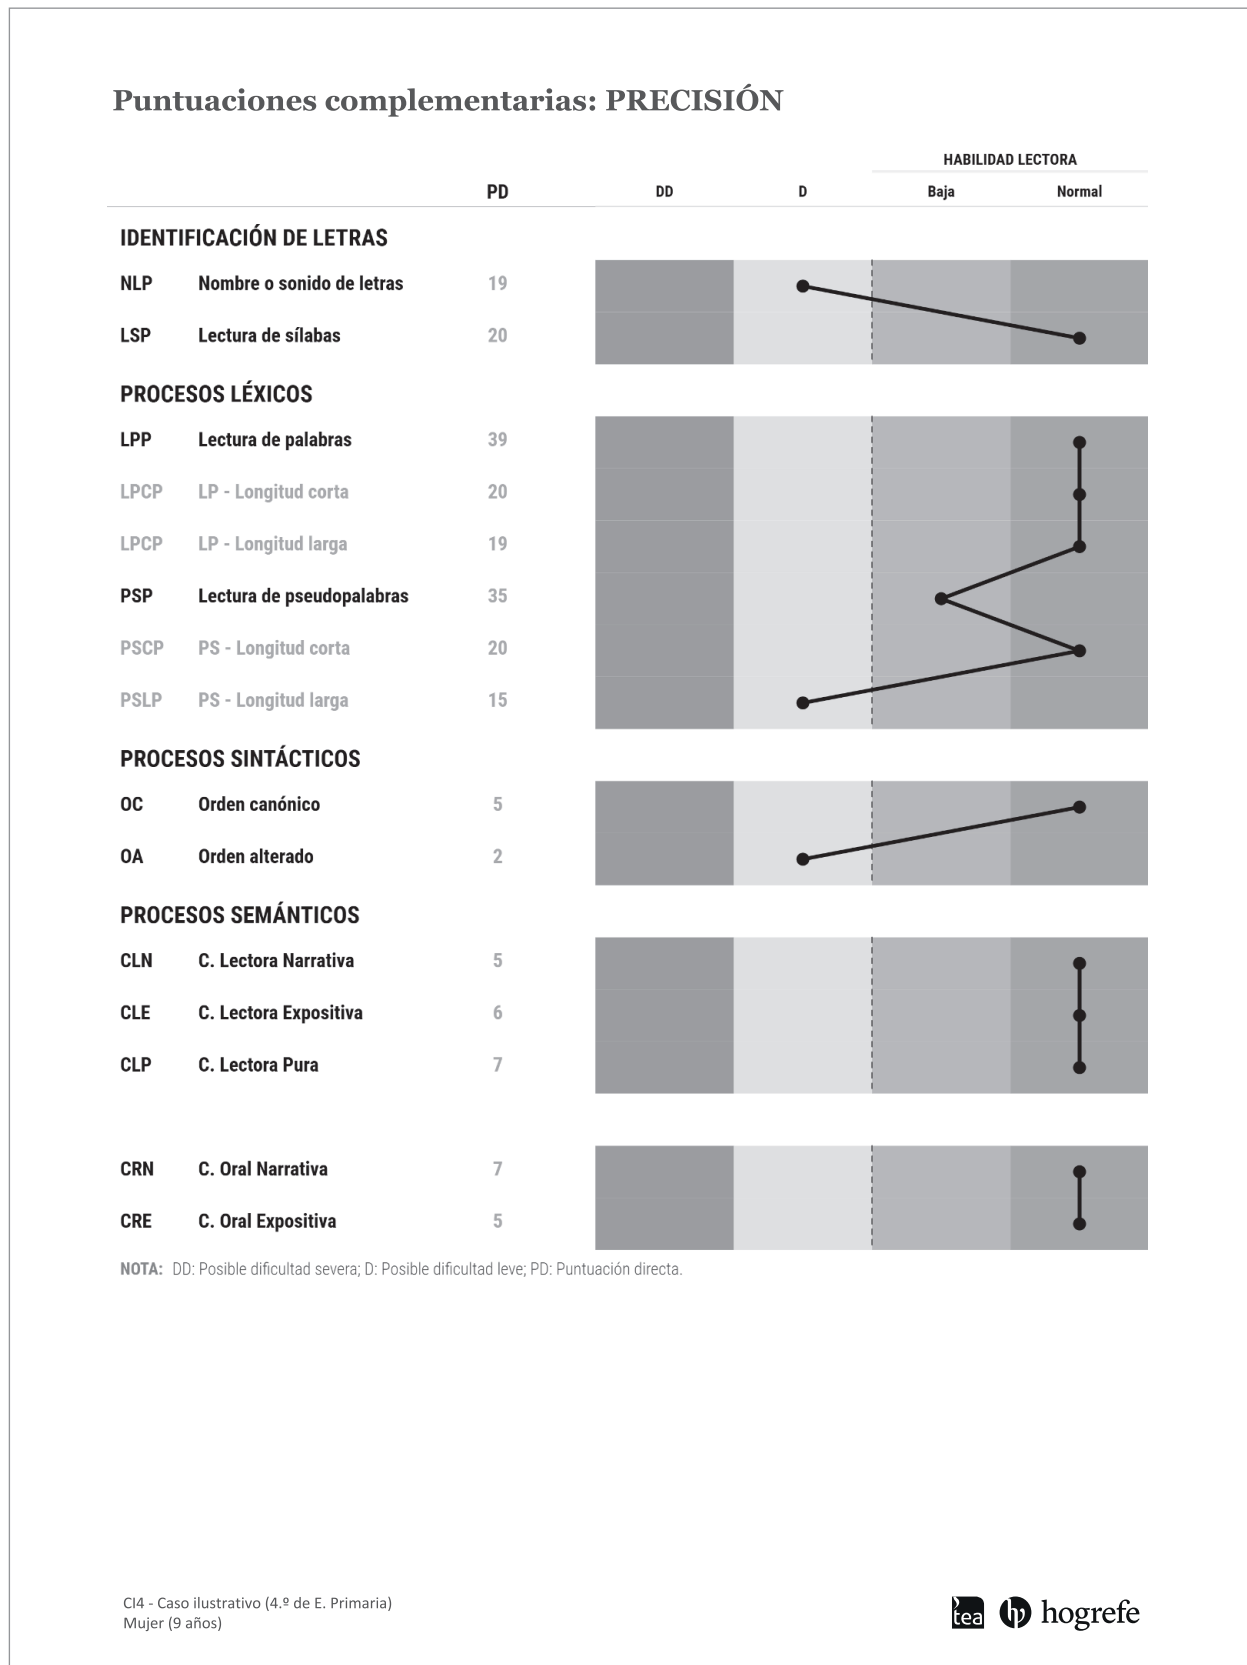 Puntuaciones complementarias: PRECISIÓN
HABILIDAD LECTORA
PD DD D Baja Normal
IDENTIFICACIÓN DE LETRAS
NLP Nombre o sonido de letras 19
LSP Lectura de sílabas 20
PROCESOS LÉXICOS
LPP Lectura de palabras 39
LPCP LP - Longitud corta 20
LPCP LP - Longitud larga 19
PSP Lectura de pseudopalabras 35
PSCP PS - Longitud corta 20
PSLP PS - Longitud larga 15
PROCESOS SINTÁCTICOS
OC Orden canónico 5
OA Orden alterado 2
PROCESOS SEMÁNTICOS
CLN C. Lectora Narrativa 5
CLE C. Lectora Expositiva 6
CLP C. Lectora Pura 7
CRN C. Oral Narrativa 7
CRE C. Oral Expositiva 5
NOTA: DD: Posible dificultad severa; D: Posible dificultad leve; PD: Puntuación directa.
CI4 - Caso ilustrativo (4.º de E. Primaria)
Mujer (9 años)
tea hp hogrefe